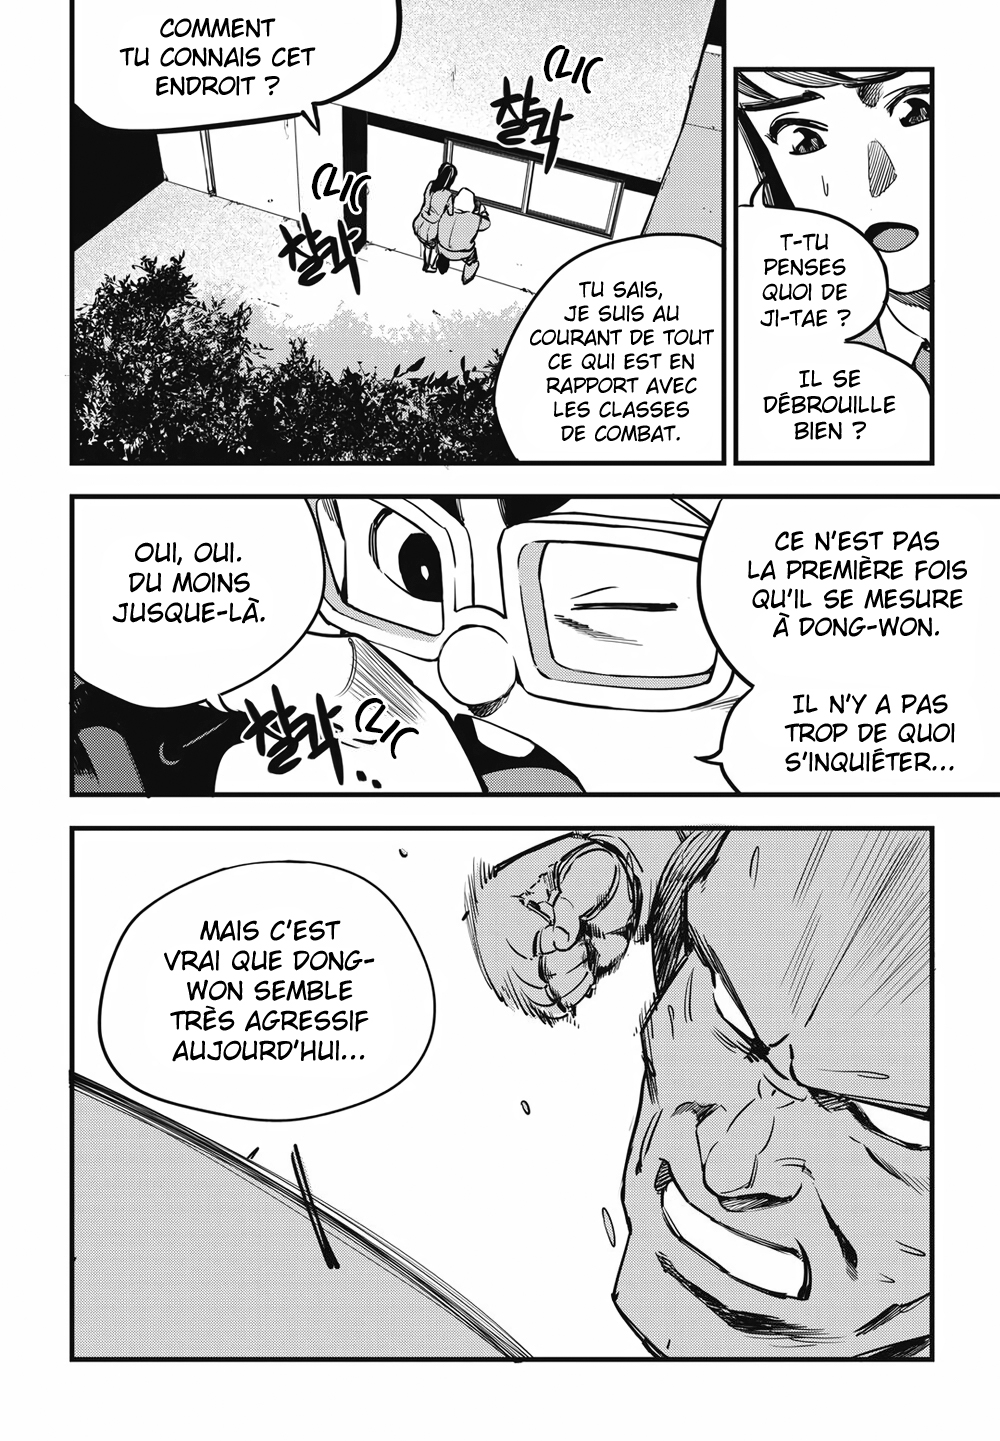 COMMENT
TU CONNAIS CET
ENDROIT ?
CLIC
찰칵
CLIC
찰칵
TU SAIS,
JE SUIS AU
COURANT DE TOUT
CE QUI EST EN
RAPPORT AVEC
LES CLASSES
DE COMBAT.
T-TU
PENSES
QUOI DE
JI-TAE ?
IL SE
DÉBROUILLE
BIEN ?
OUI, OUI.
DU MOINS
JUSQUE-LÀ.
CLIC
찰칵
CE N'EST PAS
LA PREMIÈRE FOIS
QU'IL SE MESURE
À DONG-WON.
IL N'Y A PAS
TROP DE QUOI
S'INQUIÉTER...
MAIS C'EST
VRAI QUE DONG-
WON SEMBLE
TRÈS AGRESSIF
AUJOURD'HUI...